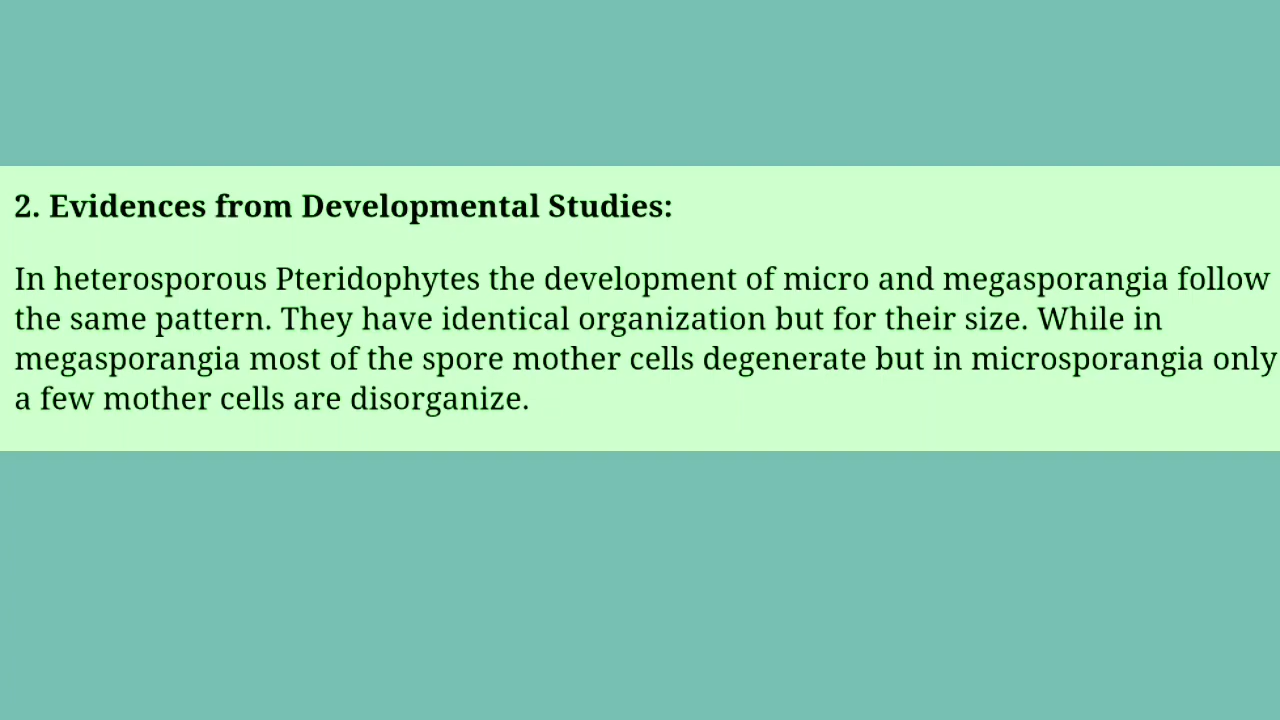 2. Evidences from Developmental Studies:
In heterosporous Pteridophytes the development of micro and megasporangia follow
the same pattern. They have identical organization but for their size. While in
megasporangia most of the spore mother cells degenerate but in microsporangia only
a few mother cells are disorganize.